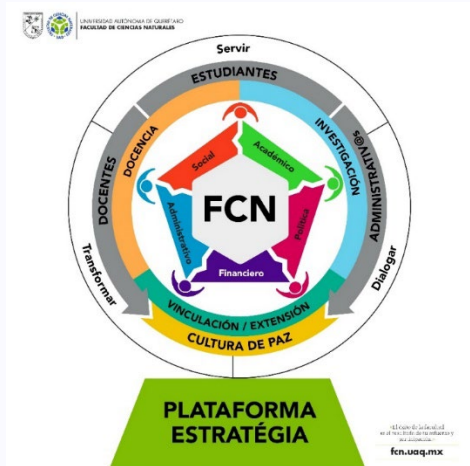 UNIVERSIDAD AUTÓNOMA DE QUERÉTARO
FACULTAD DE CIENCIAS NATURALES
Servir
ESTUDIANTES
DOCENTES
DOCENCIA
INVESTIGACIÓN
ADMINISTRATIV@S
Social
Académico
FCN
Administrativo
Política
Financiero
Transformar
Dialogar
VINCULACIÓN / EXTENSIÓN
CULTURA DE PAZ
PLATAFORMA
ESTRATÉGIA
fcn.uaq.mx